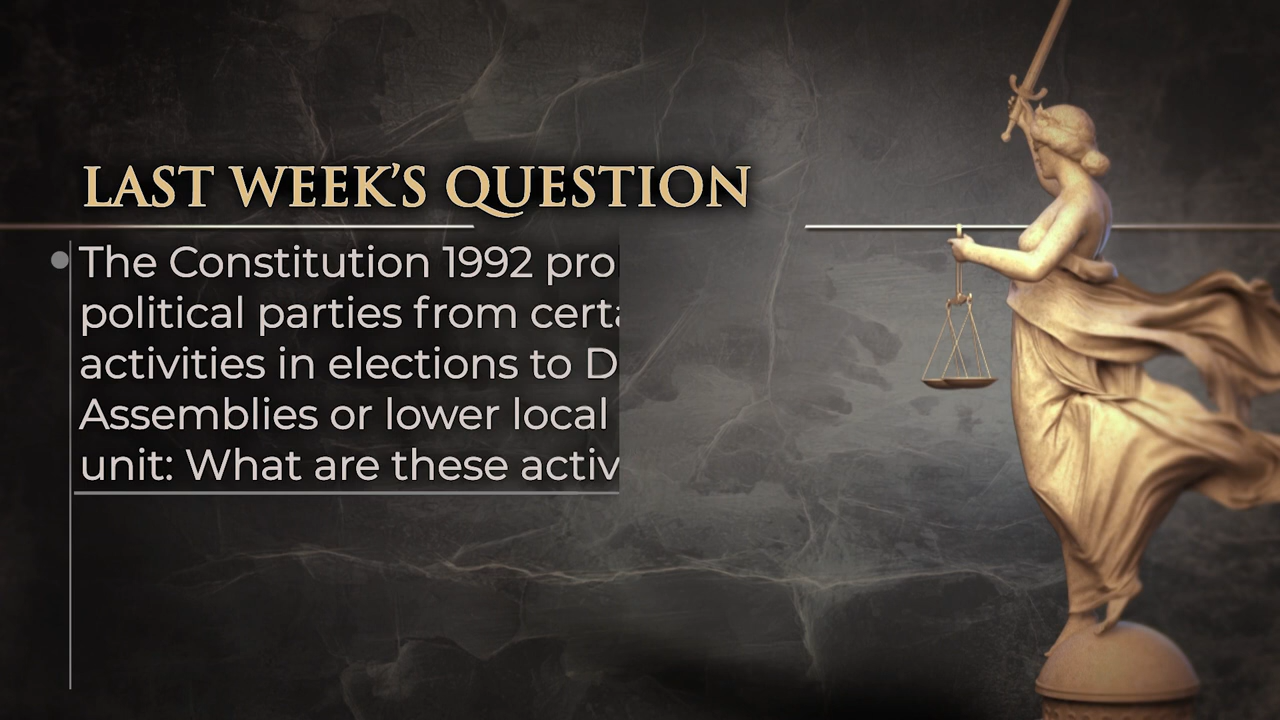 LAST WEEK'S QUESTION
The Constitution 1992 pro
political parties from cert
activities in elections to D
Assemblies or lower local
unit: What are these activ